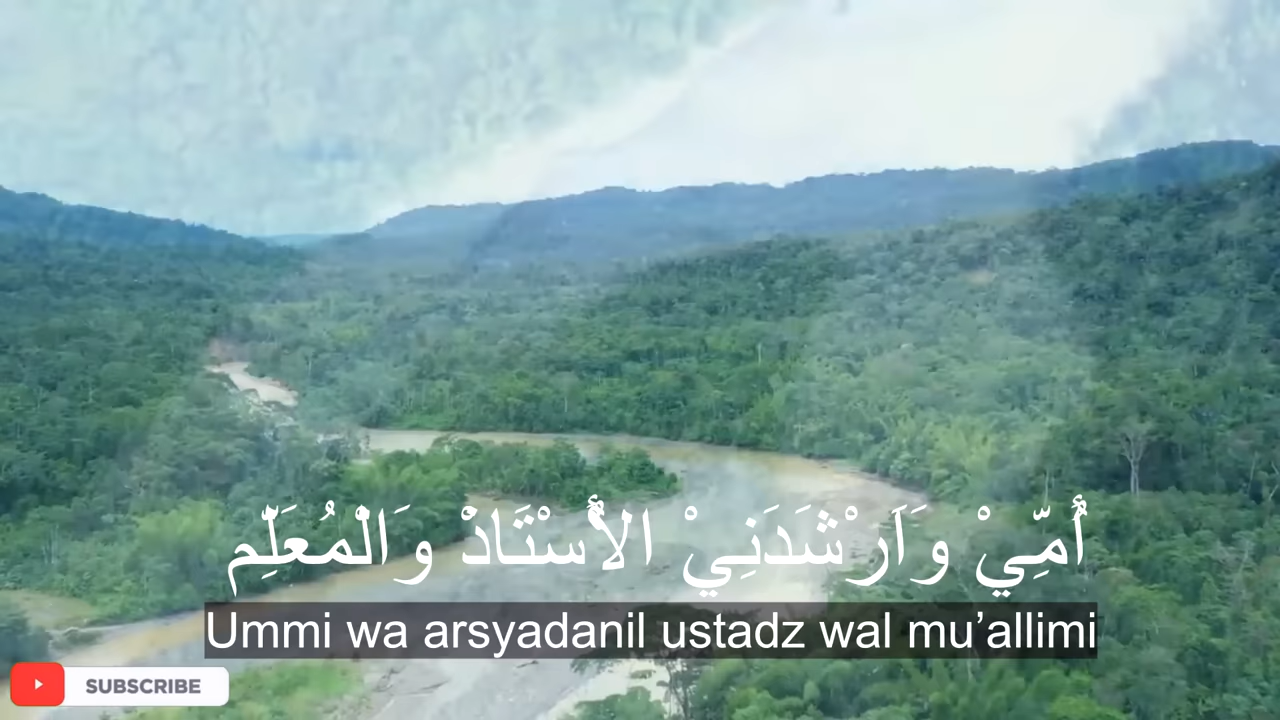 أُمِّيْ وَاَرْشَدَنِيْ الأُسْتَاذْ وَالْمُعَلِّمِ
Ummi wa arsyadanil ustadz wal mu’allimi
SUBSCRIBE